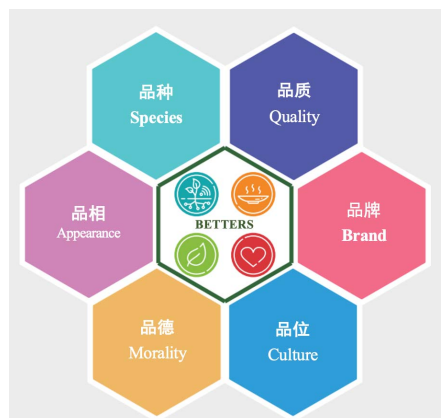 品种
Species
品质
Quality
品相
Appearance
BETTERS
品牌
Brand
品德
Morality
品位
Culture